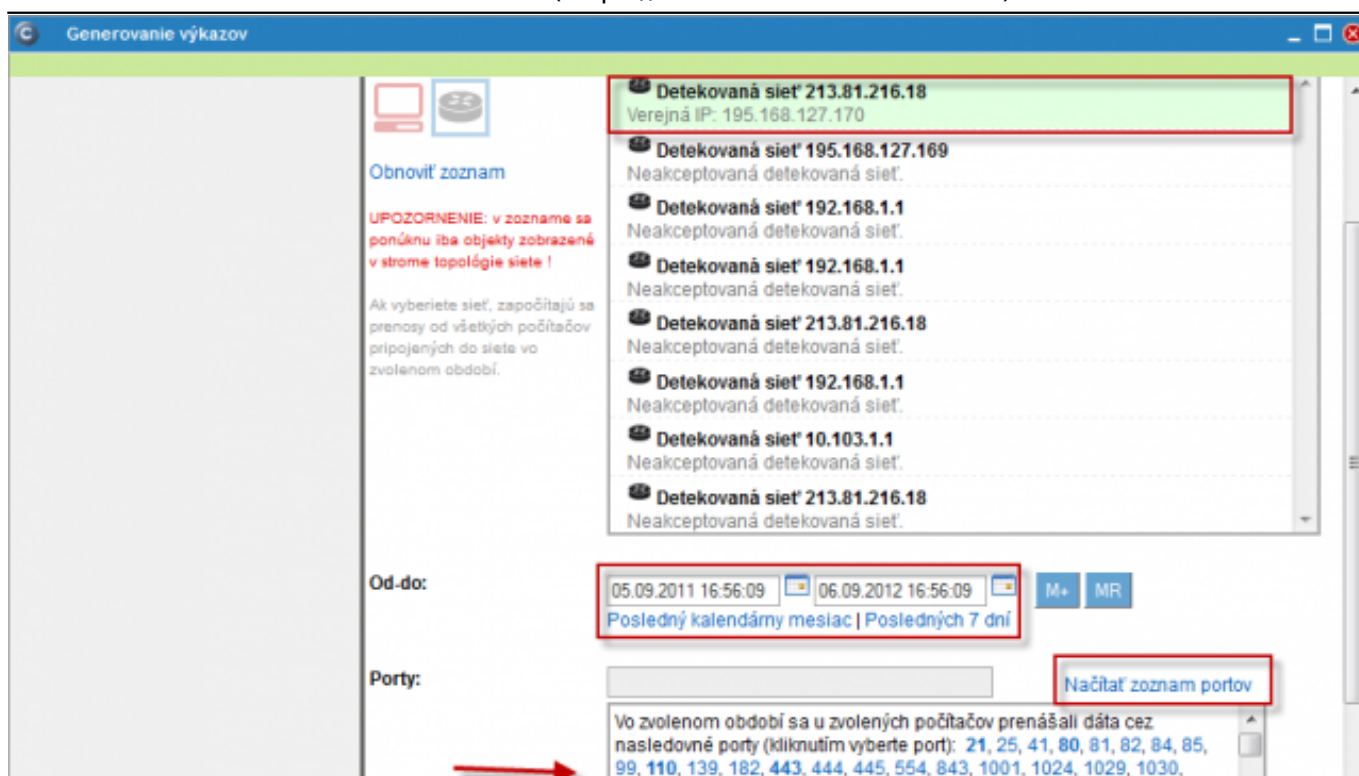 Generovanie výkazov
Detekovaná sieť 213.81.216.18
Verejná IP: 195.168.127.170
Obnoviť zoznam
UPOZORNENIE: v zozname sa
ponúknu iba objekty zobrazené
v strome topológie siete !
Ak vyberiete sieť, započítajú sa
prenosy od všetkých počítačov
pripojených do siete vo
zvolenom období.
Detekovaná sieť 195.168.127.169
Neakceptovaná detekovaná sieť.
Detekovaná sieť 192.168.1.1
Neakceptovaná detekovaná sieť.
Detekovaná sieť 192.168.1.1
Neakceptovaná detekovaná sieť.
Detekovaná sieť 213.81.216.18
Neakceptovaná detekovaná sieť.
Detekovaná sieť 192.168.1.1
Neakceptovaná detekovaná sieť.
Detekovaná sieť 10.103.1.1
Neakceptovaná detekovaná sieť.
Detekovaná sieť 213.81.216.18
Neakceptovaná detekovaná sieť.
Od-do:
05.09.2011 16:56:09 06.09.2012 16:56:09 M+ MR
Posledný kalendárny mesiac | Posledných 7 dní
Porty:
Načítať zoznam portov
Vo zvolenom období sa u zvolených počítačov prenášali dáta cez
nasledovné porty (kliknutím vyberte port): 21, 25, 41, 80, 81, 82, 84, 85,
99, 110, 139, 182, 443, 444, 445, 554, 843, 1001, 1024, 1029, 1030,